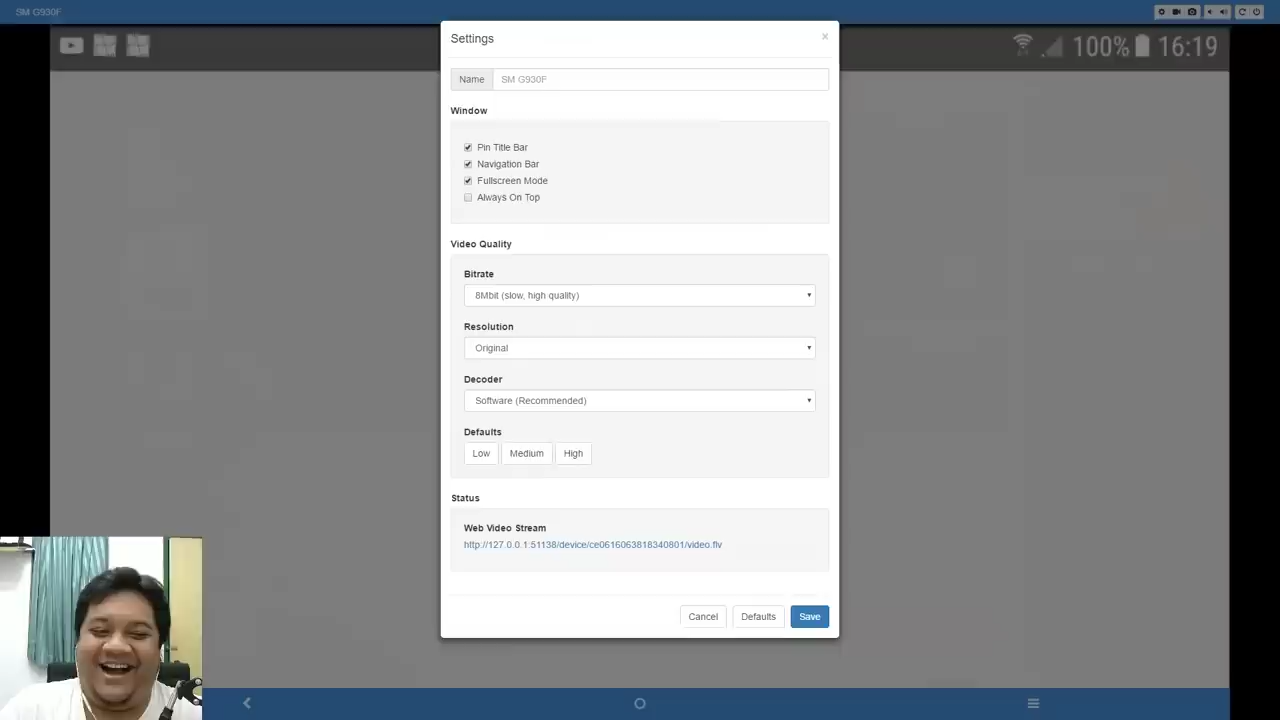 SM G930F
100% 16:19
Settings ×
Name SM G930F
Window
Pin Title Bar
Navigation Bar
Fullscreen Mode
Always On Top
Video Quality
Bitrate
8Mbit (slow, high quality)
Resolution
Original
Decoder
Software (Recommended)
Defaults
Low Medium High
Status
Web Video Stream
http://127.0.0.1:51138/device/ce0616063818340801/video.flv
Cancel Defaults Save